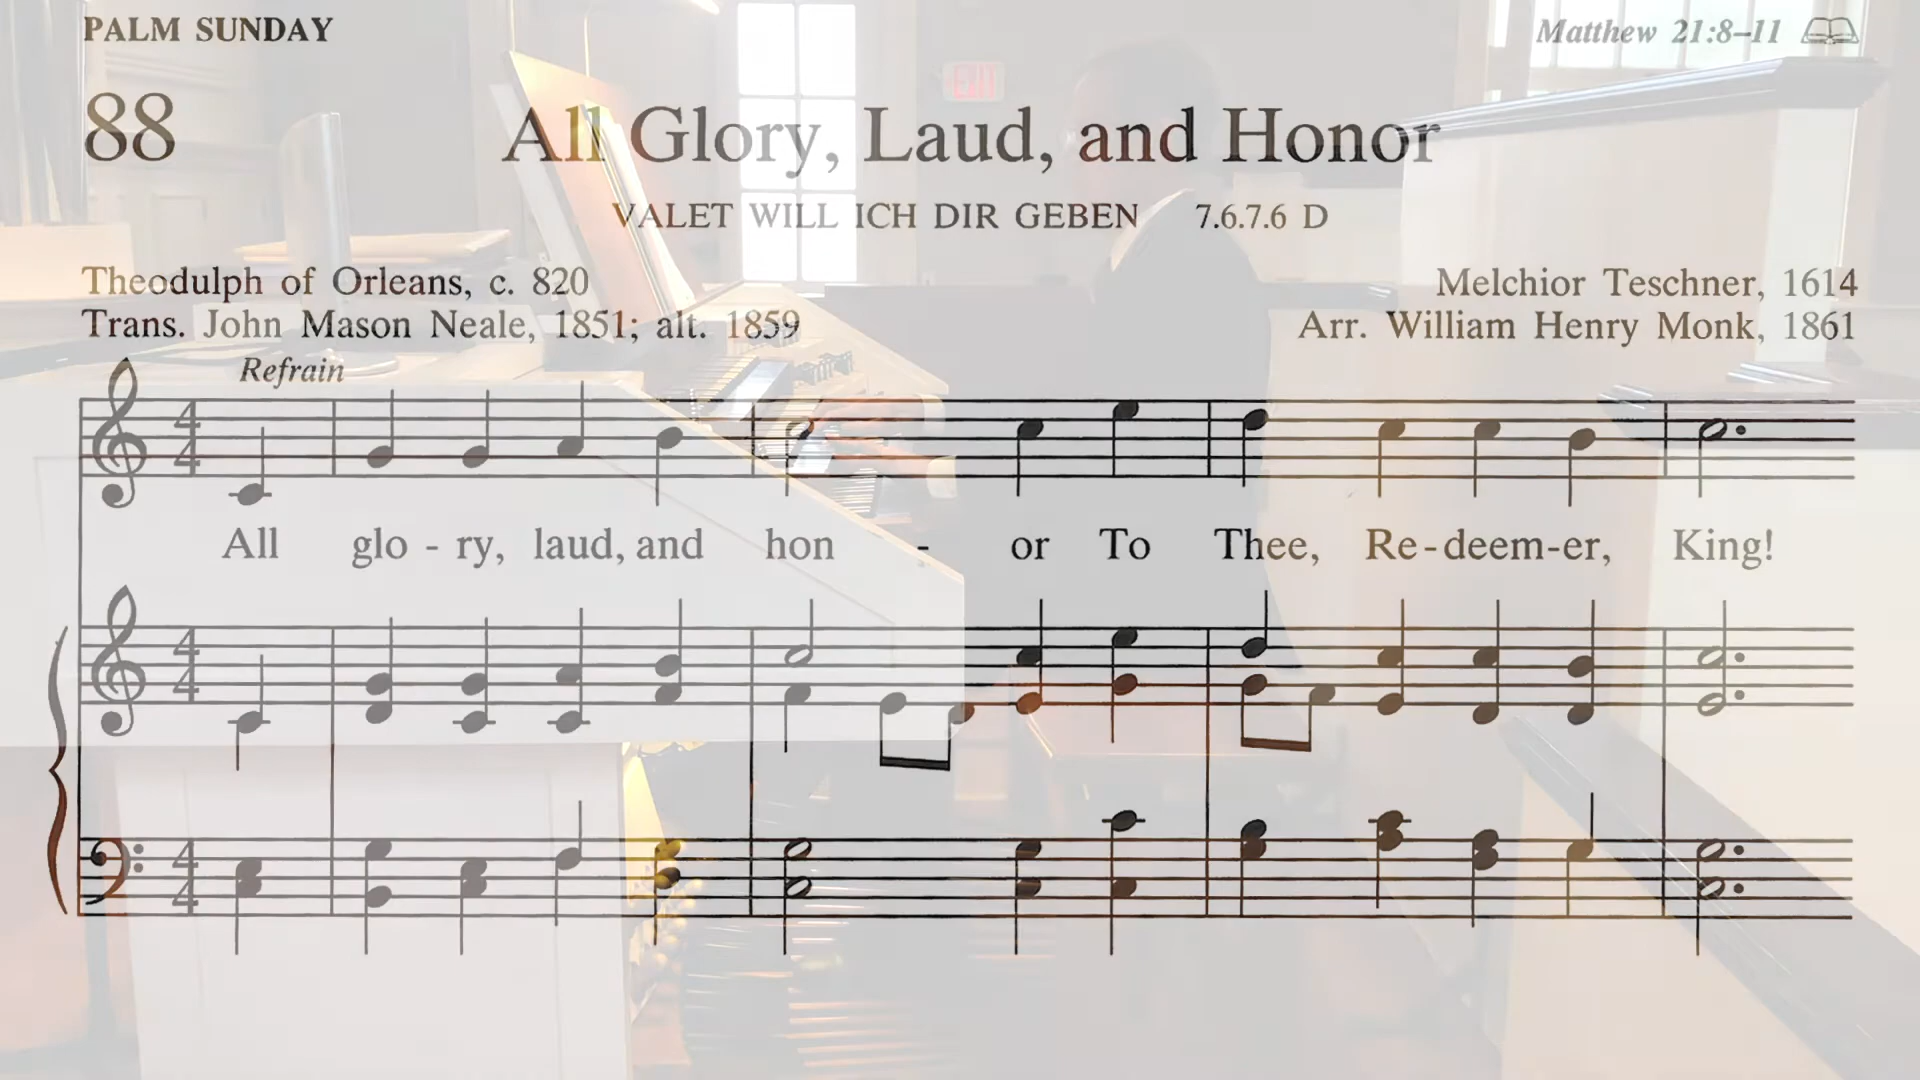 PALM SUNDAY
Matthew 21:8–11
EXIT
88
All Glory, Laud, and Honor
VALET WILL ICH DIR GEBEN 7.6.7.6 D
Theodulph of Orleans, c. 820
Trans. John Mason Neale, 1851; alt. 1859
Melchior Teschner, 1614
Arr. William Henry Monk, 1861
Refrain
All glo - ry, laud, and hon - or To Thee, Re - deem - er, King!